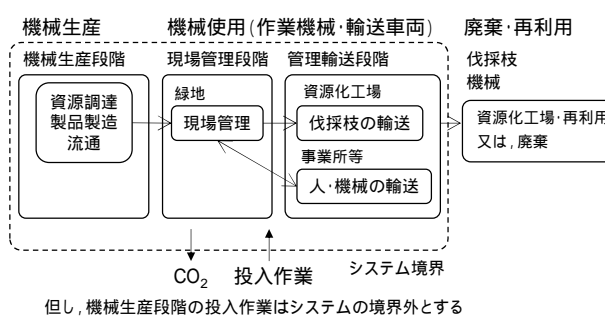 機械生産 機械使用(作業機械･輸送車両) 廃棄･再利用
機械生産段階 現場管理段階 管理輸送段階
伐採枝
機械
資源調達
製品製造
流通
緑地
現場管理
資源化工場
伐採枝の輸送
事業所等
人･機械の輸送
資源化工場･再利用
又は,廃棄
システム境界
CO₂ 投入作業
但し,機械生産段階の投入作業はシステムの境界外とする